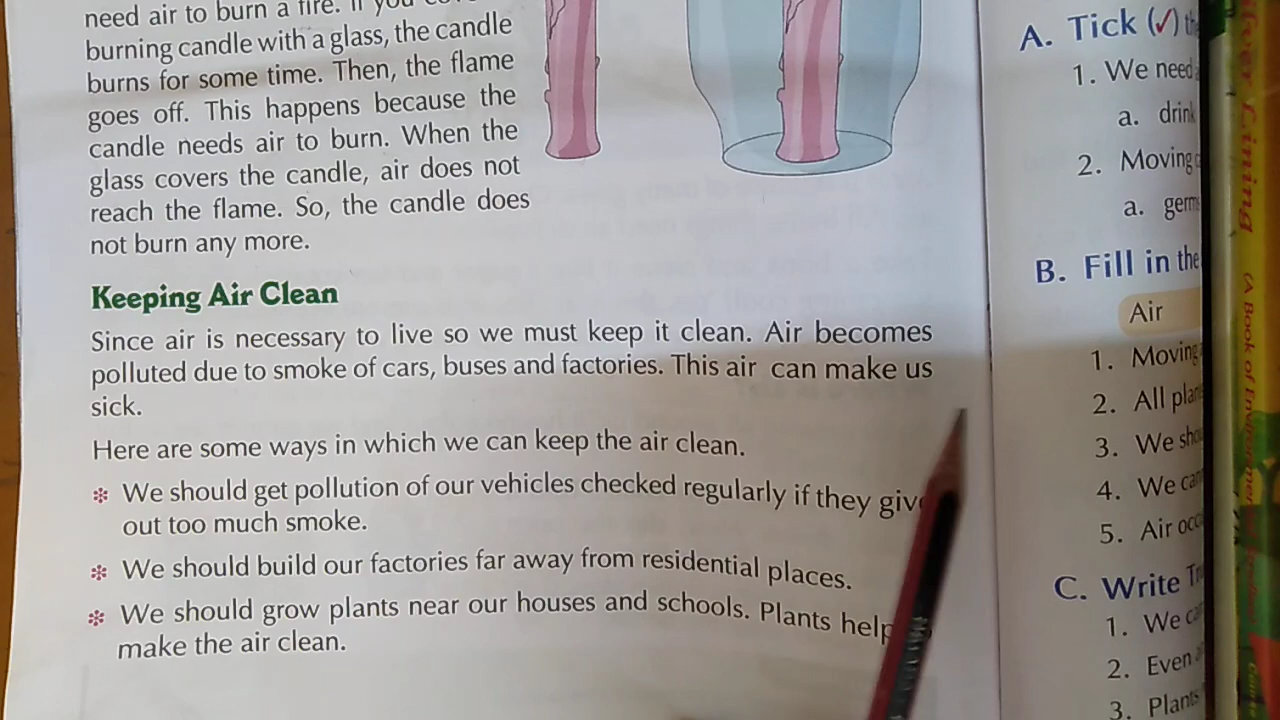 need air to burn a fire. If you
burning candle with a glass, the candle
burns for some time. Then, the flame
goes off. This happens because the
candle needs air to burn. When the
glass covers the candle, air does not
reach the flame. So, the candle does
not burn any more.
Keeping Air Clean
Since air is necessary to live so we must keep it clean. Air becomes
polluted due to smoke of cars, buses and factories. This air can make us
sick.
Here are some ways in which we can keep the air clean.
We should get pollution of our vehicles checked regularly if they give
out too much smoke.
We should build our factories far away from residential places.
We should grow plants near our houses and schools. Plants help
make the air clean.
A. Tick (✓)
1. We need
a. drink
2. Moving
a. germs
B. Fill in the
Air
1. Moving
2. All
3. We
4. We
5. Air
C. Write
1. We
2. Even
3. Plants
(A Book of